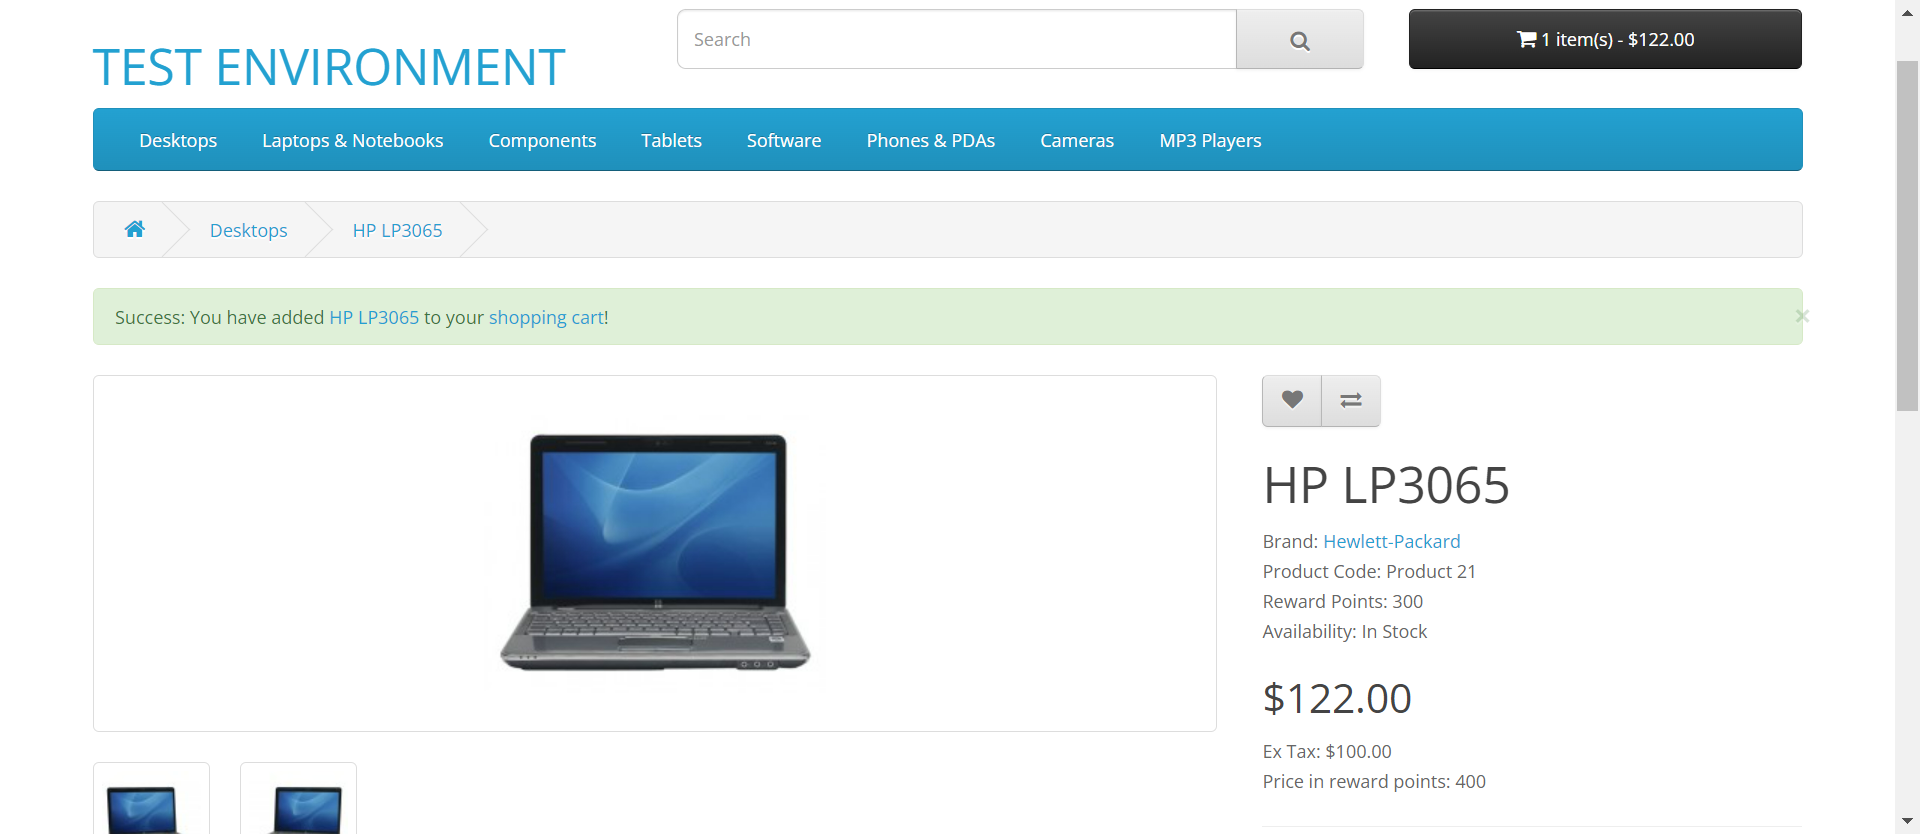 Search
1 item(s) - $122.00
TEST ENVIRONMENT
Desktops Laptops & Notebooks Components Tablets Software Phones & PDAs Cameras MP3 Players
Desktops HP LP3065
Success: You have added HP LP3065 to your shopping cart!
×
HP LP3065
Brand: Hewlett-Packard
Product Code: Product 21
Reward Points: 300
Availability: In Stock
$122.00
Ex Tax: $100.00
Price in reward points: 400